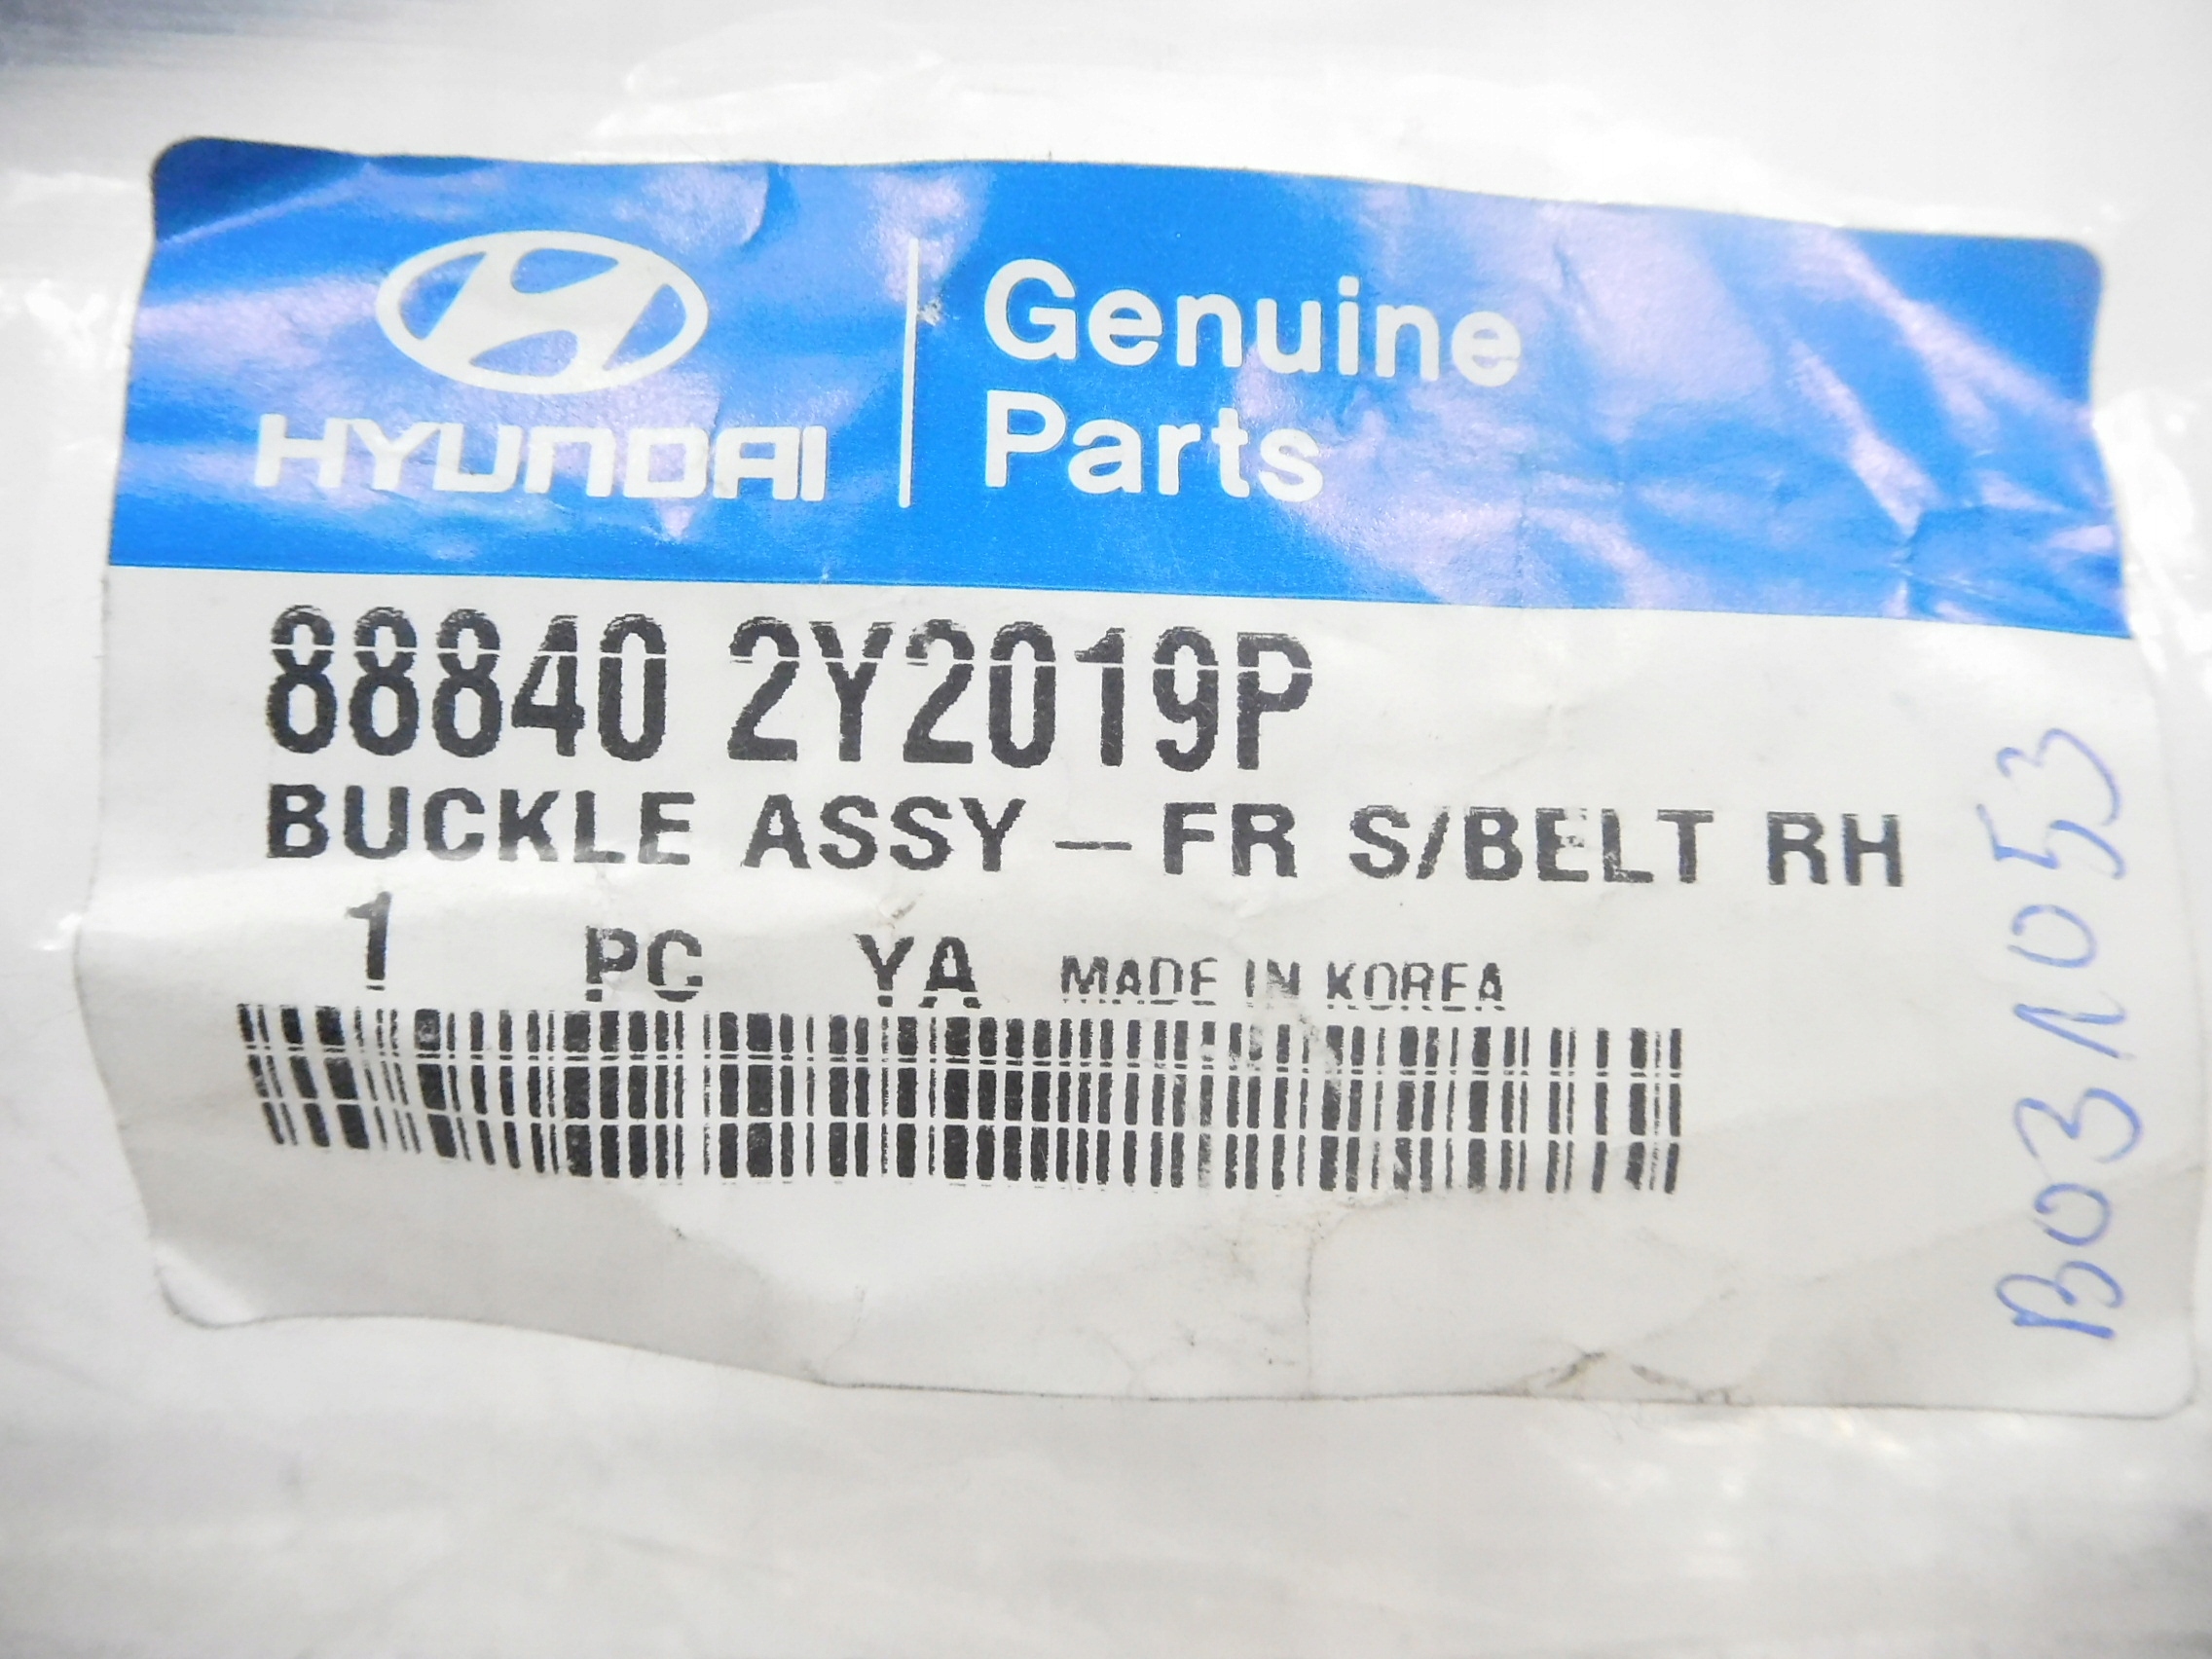 HYUNDAI
Genuine
Parts
88840 2Y2019P
BUCKLE ASSY - FR S/BELT RH
1 PC YA MADE IN KOREA
B03A053